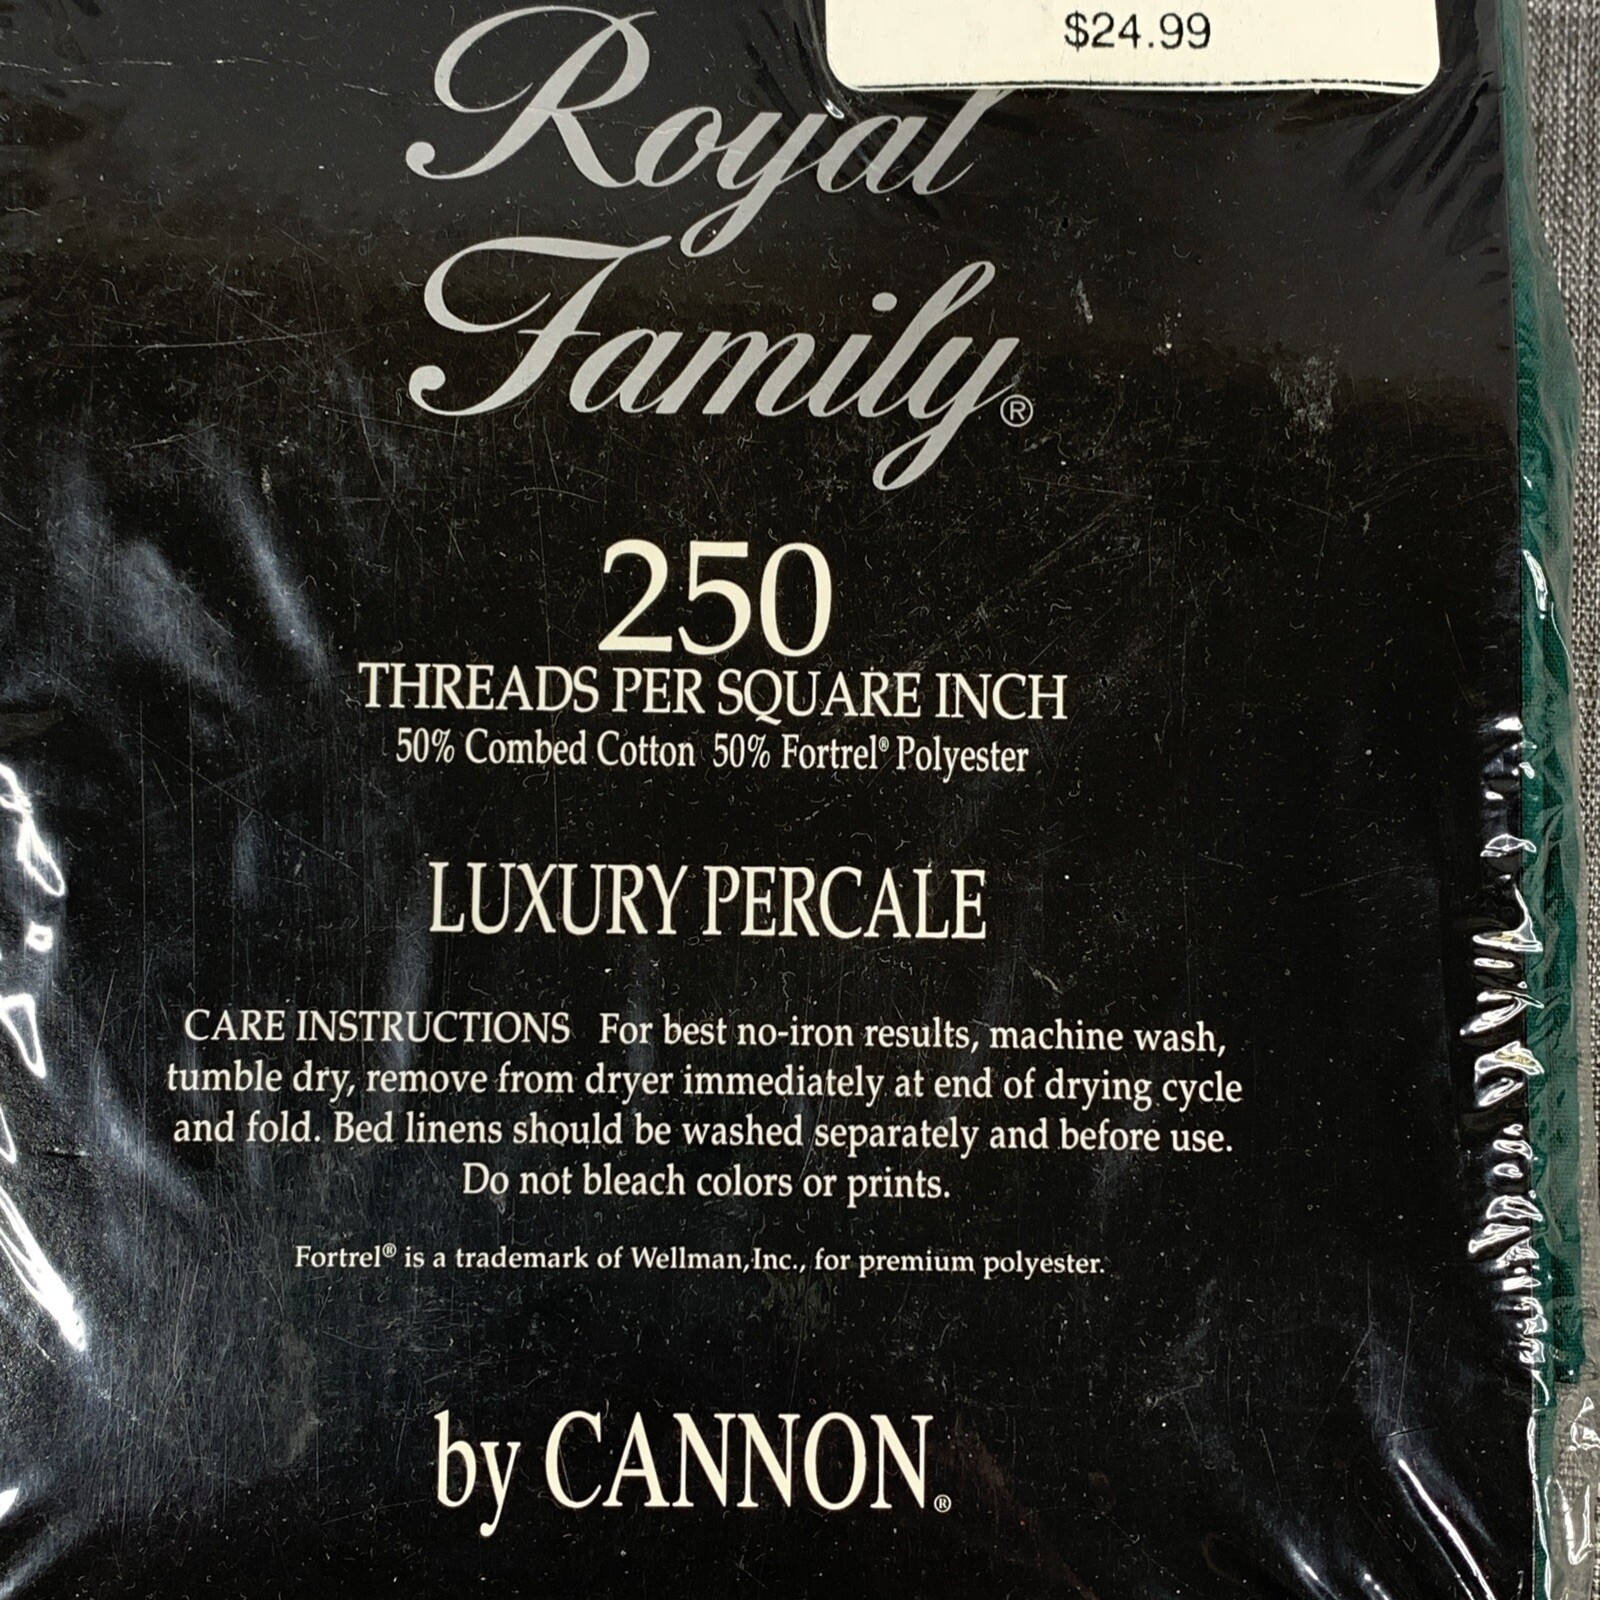 $24.99
Royal
Family®
250
THREADS PER SQUARE INCH
50% Combed Cotton 50% Fortrel® Polyester
LUXURY PERCALE
CARE INSTRUCTIONS For best no-iron results, machine wash,
tumble dry, remove from dryer immediately at end of drying cycle
and fold. Bed linens should be washed separately and before use.
Do not bleach colors or prints.
Fortrel® is a trademark of Wellman, Inc., for premium polyester.
by CANNON®